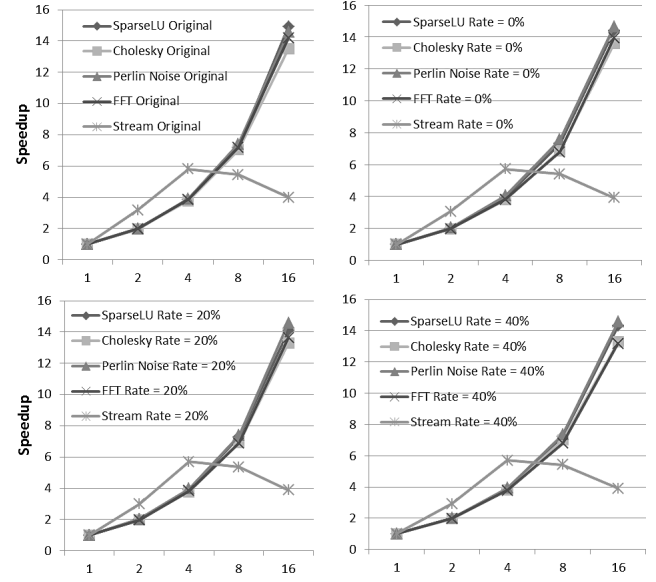 16
14
12
10
8
6
4
2
0
Speedup
SparseLU Original
Cholesky Original
Perlin Noise Original
FFT Original
Stream Original
1 2 4 8 16
16
14
12
10
8
6
4
2
0
SparseLU Rate = 0%
Cholesky Rate = 0%
Perlin Noise Rate = 0%
FFT Rate = 0%
Stream Rate = 0%
1 2 4 8 16
16
14
12
10
8
6
4
2
0
Speedup
SparseLU Rate = 20%
Cholesky Rate = 20%
Perlin Noise Rate = 20%
FFT Rate = 20%
Stream Rate = 20%
1 2 4 8 16
16
14
12
10
8
6
4
2
0
SparseLU Rate = 40%
Cholesky Rate = 40%
Perlin Noise Rate = 40%
FFT Rate = 40%
Stream Rate = 40%
1 2 4 8 16